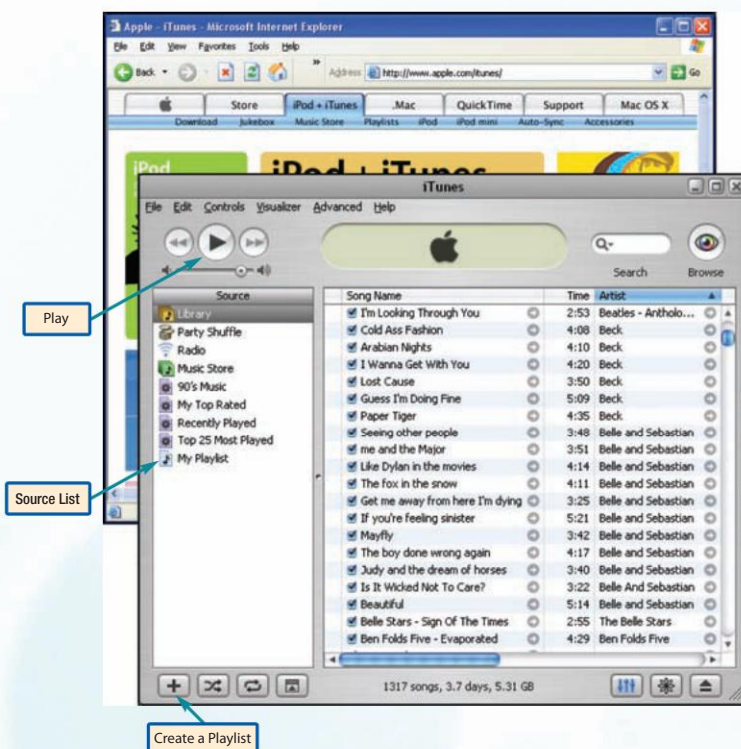 Apple - iTunes - Microsoft Internet Explorer
File Edit View Favorites Tools Help
Back
Address http://www.apple.com/itunes/ Go
Store iPod + iTunes .Mac QuickTime Support Mac OS X
Download Jukebox Music Store Playlists iPod iPod mini Auto-Sync Accessories
iPod iPod + iTunes
iTunes
File Edit Controls Visualizer Advanced Help
Search Browse
Play
Source List
Create a Playlist
Source
Library
Party Shuffle
Radio
Music Store
90's Music
My Top Rated
Recently Played
Top 25 Most Played
My Playlist
Song Name Time Artist
I'm Looking Through You 2:53 Beatles - Antholo...
Cold Ass Fashion 4:08 Beck
Arabian Nights 4:10 Beck
I Wanna Get With You 4:20 Beck
Lost Cause 3:50 Beck
Guess I'm Doing Fine 5:09 Beck
Paper Tiger 4:35 Beck
Seeing other people 3:48 Belle and Sebastian
me and the Major 3:51 Belle and Sebastian
Like Dylan in the movies 4:14 Belle and Sebastian
The fox in the snow 4:11 Belle and Sebastian
Get me away from here I'm dying 3:25 Belle and Sebastian
If you're feeling sinister 5:21 Belle and Sebastian
Mayfly 3:42 Belle and Sebastian
The boy done wrong again 4:17 Belle and Sebastian
Judy and the dream of horses 3:40 Belle and Sebastian
Is It Wicked Not To Care? 3:22 Belle And Sebastian
Beautiful 5:14 Belle and Sebastian
Belle Stars - Sign Of The Times 2:55 The Belle Stars
Ben Folds Five - Evaporated 4:29 Ben Folds Five
1317 songs, 3.7 days, 5.31 GB